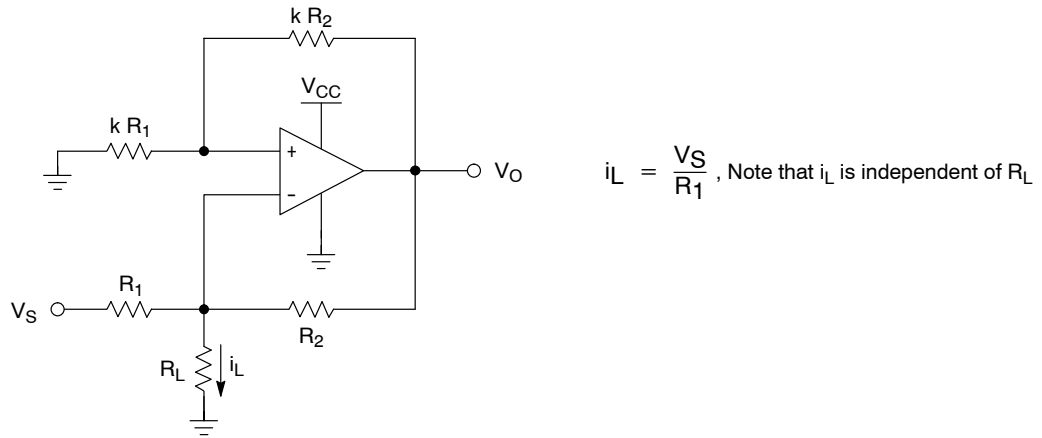 k R2
VCC
k R1
+
−
VO
iL = VS / R1 , Note that iL is independent of RL
R1
VS
R2
RL
iL